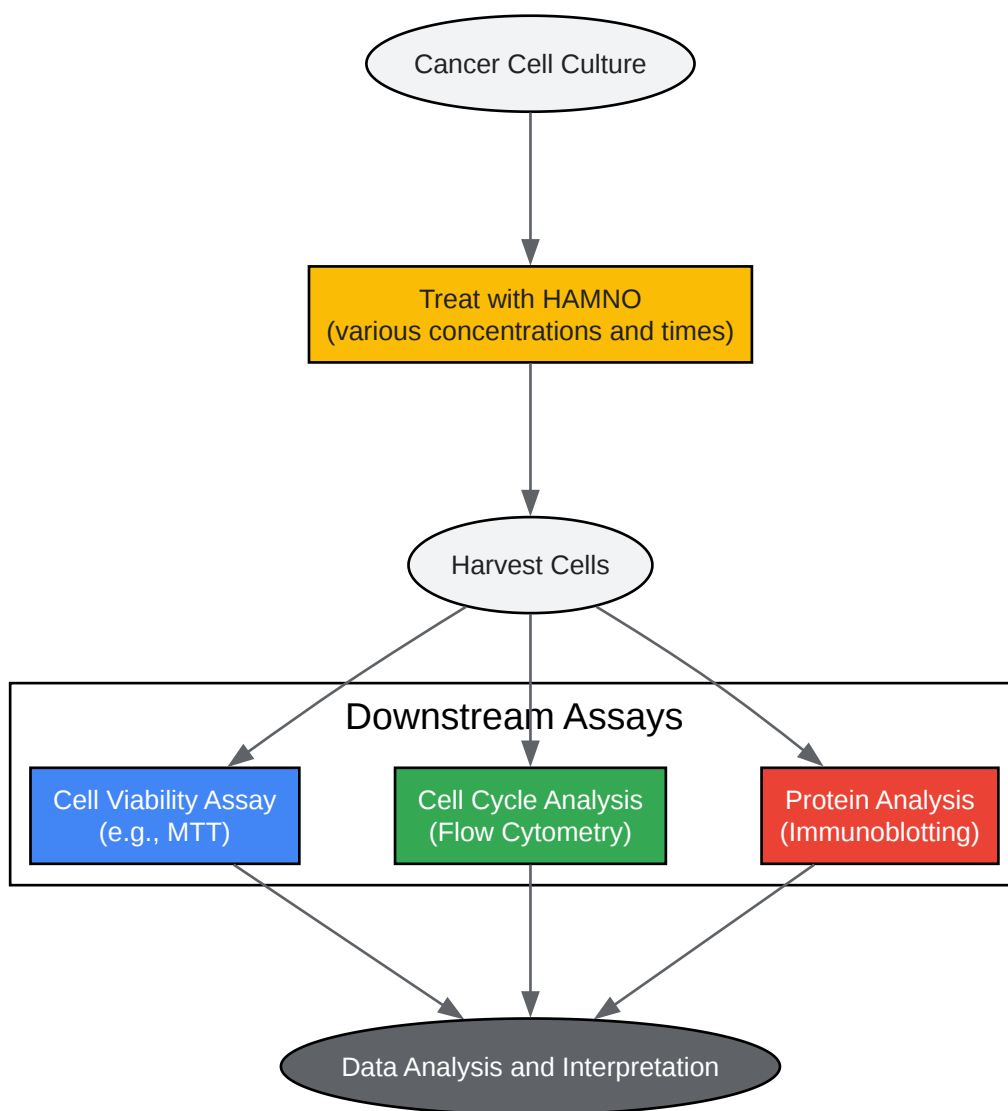 Cancer Cell Culture
Treat with HAMNO
(various concentrations and times)
Harvest Cells
Downstream Assays
Cell Viability Assay
(e.g., MTT)
Cell Cycle Analysis
(Flow Cytometry)
Protein Analysis
(Immunoblotting)
Data Analysis and Interpretation